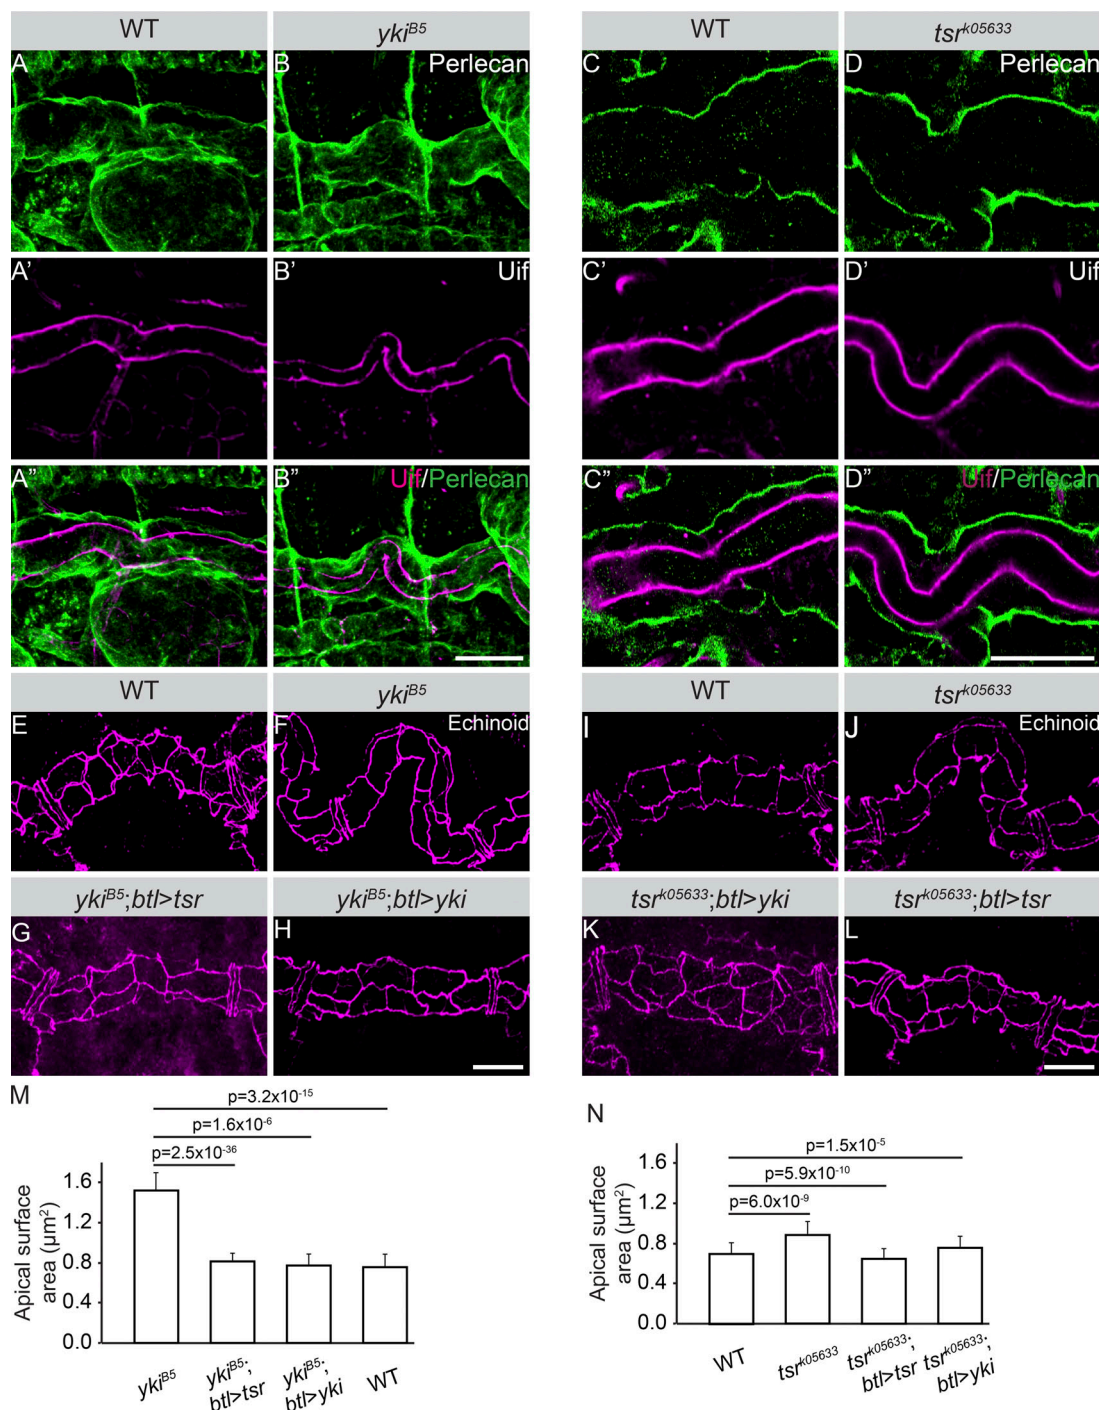 WT
yki^B5
WT
tsr^k05633
A
B
Perlecan
C
D
Perlecan
A’
B’
Uif
C’
D’
Uif
A”
B”
Uif/Perlecan
C”
D”
Uif/Perlecan
WT
yki^B5
WT
tsr^k05633
E
F
Echinoid
I
J
Echinoid
yki^B5;btl>tsr
yki^B5;btl>yki
tsr^k05633;btl>yki
tsr^k05633;btl>tsr
G
H
K
L
M
p=3.2x10^-15
p=1.6x10^-6
p=2.5x10^-36
Apical surface
area (μm²)
1.6
1.2
0.8
0.4
0.0
yki^B5
yki^B5;
btl>tsr
yki^B5;
btl>yki
WT
N
p=1.5x10^-5
p=5.9x10^-10
p=6.0x10^-9
Apical surface
area (μm²)
1.6
1.2
0.8
0.4
0.0
WT
tsr^k05633
tsr^k05633;
btl>tsr
tsr^k05633;
btl>yki